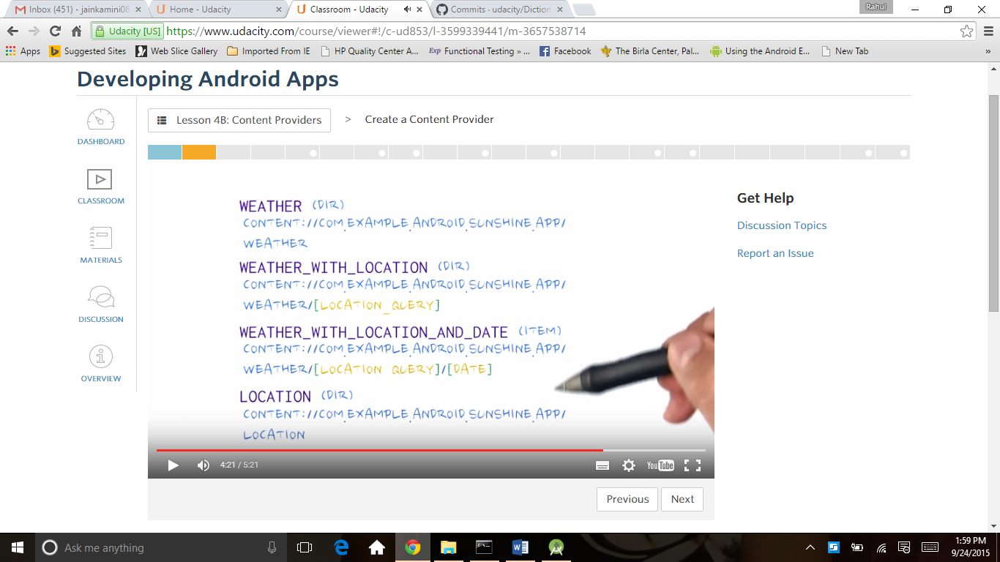 Inbox (451) - jainkamini08
Home - Udacity
Classroom - Udacity
Commits · udacity/Diction
Rahul
Udacity [US]
https://www.udacity.com/course/viewer#!/c-ud853/l-3599339441/m-3657538714
Apps
Suggested Sites
Web Slice Gallery
Imported From IE
HP Quality Center A...
Exp Functional Testing » ...
Facebook
The Birla Center, Pal...
Using the Android E...
New Tab
»
Developing Android Apps
DASHBOARD
CLASSROOM
MATERIALS
DISCUSSION
OVERVIEW
Lesson 4B: Content Providers > Create a Content Provider
WEATHER (DIR)
CONTENT://COM.EXAMPLE.ANDROID.SUNSHINE.APP/
WEATHER
WEATHER_WITH_LOCATION (DIR)
CONTENT://COM.EXAMPLE.ANDROID.SUNSHINE.APP/
WEATHER/[LOCATION_QUERY]
WEATHER_WITH_LOCATION_AND_DATE (ITEM)
CONTENT://COM.EXAMPLE.ANDROID.SUNSHINE.APP/
WEATHER/[LOCATION QUERY]/[DATE]
LOCATION (DIR)
CONTENT://COM.EXAMPLE.ANDROID.SUNSHINE.APP/
LOCATION
4:21 / 5:21
YouTube
Previous
Next
Get Help
Discussion Topics
Report an Issue
Ask me anything
1:59 PM
9/24/2015